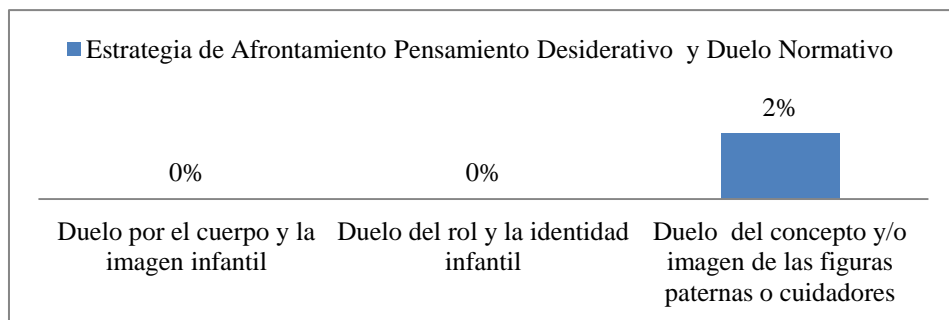 Estrategia de Afrontamiento Pensamiento Desiderativo y Duelo Normativo
2%
0% 0%
Duelo por el cuerpo y la imagen infantil
Duelo del rol y la identidad infantil
Duelo del concepto y/o imagen de las figuras paternas o cuidadores